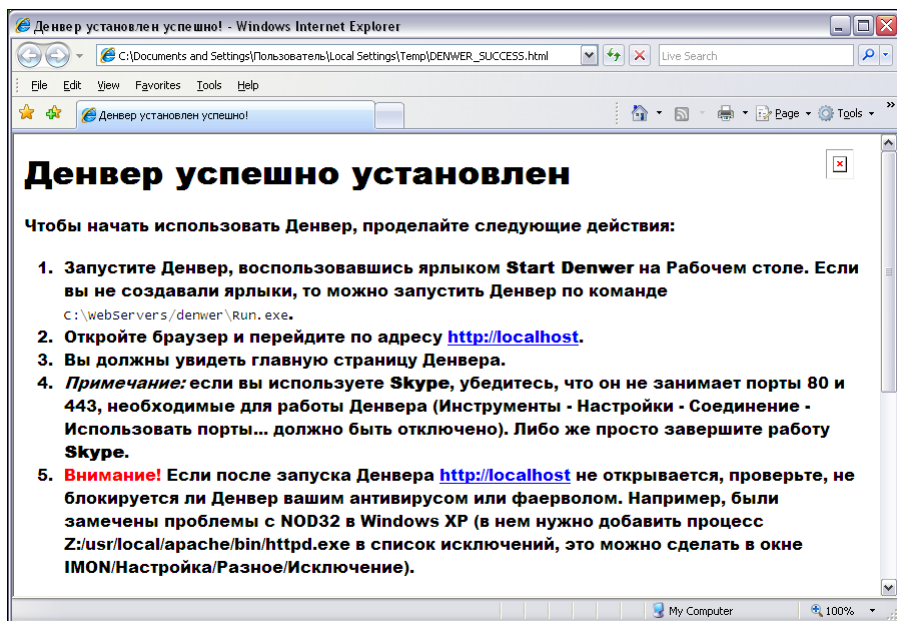 Денвер установлен успешно! - Windows Internet Explorer
C:\Documents and Settings\Пользователь\Local Settings\Temp\DENWER_SUCCESS.html
Live Search
File Edit View Favorites Tools Help
Денвер установлен успешно!
Page Tools »
Денвер успешно установлен
Чтобы начать использовать Денвер, проделайте следующие действия:
1. Запустите Денвер, воспользовавшись ярлыком Start Denwer на Рабочем столе. Если
вы не создавали ярлыки, то можно запустить Денвер по команде
C:\WebServers/denwer\Run.exe.
2. Откройте браузер и перейдите по адресу http://localhost.
3. Вы должны увидеть главную страницу Денвера.
4. Примечание: если вы используете Skype, убедитесь, что он не занимает порты 80 и
443, необходимые для работы Денвера (Инструменты - Настройки - Соединение -
Использовать порты... должно быть отключено). Либо же просто завершите работу
Skype.
5. Внимание! Если после запуска Денвера http://localhost не открывается, проверьте, не
блокируется ли Денвер вашим антивирусом или фаерволом. Например, были
замечены проблемы с NOD32 в Windows XP (в нем нужно добавить процесс
Z:/usr/local/apache/bin/httpd.exe в список исключений, это можно сделать в окне
IMON/Настройка/Разное/Исключение).
My Computer
100%